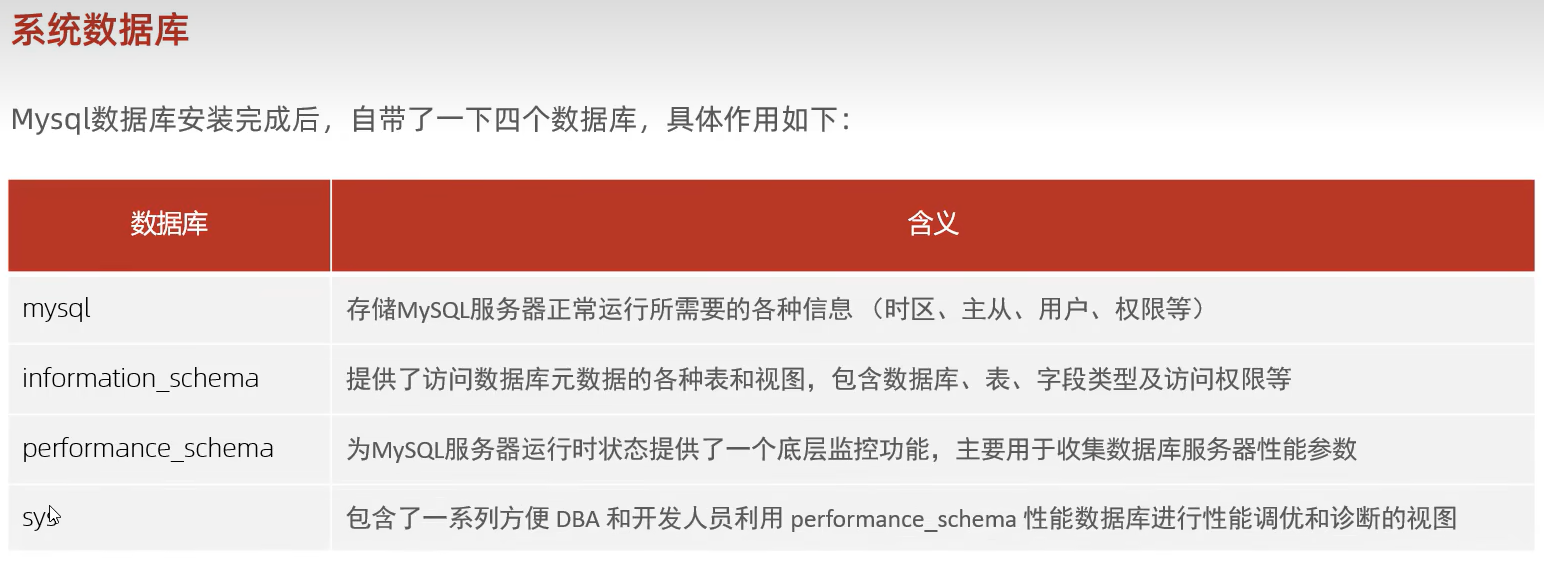 系统数据库
Mysql数据库安装完成后，自带了一下四个数据库，具体作用如下：
数据库 含义
mysql 存储MySQL服务器正常运行所需要的各种信息 （时区、主从、用户、权限等）
information_schema 提供了访问数据库元数据的各种表和视图，包含数据库、表、字段类型及访问权限等
performance_schema 为MySQL服务器运行时状态提供了一个底层监控功能，主要用于收集数据库服务器性能参数
sys 包含了一系列方便 DBA 和开发人员利用 performance_schema 性能数据库进行性能调优和诊断的视图